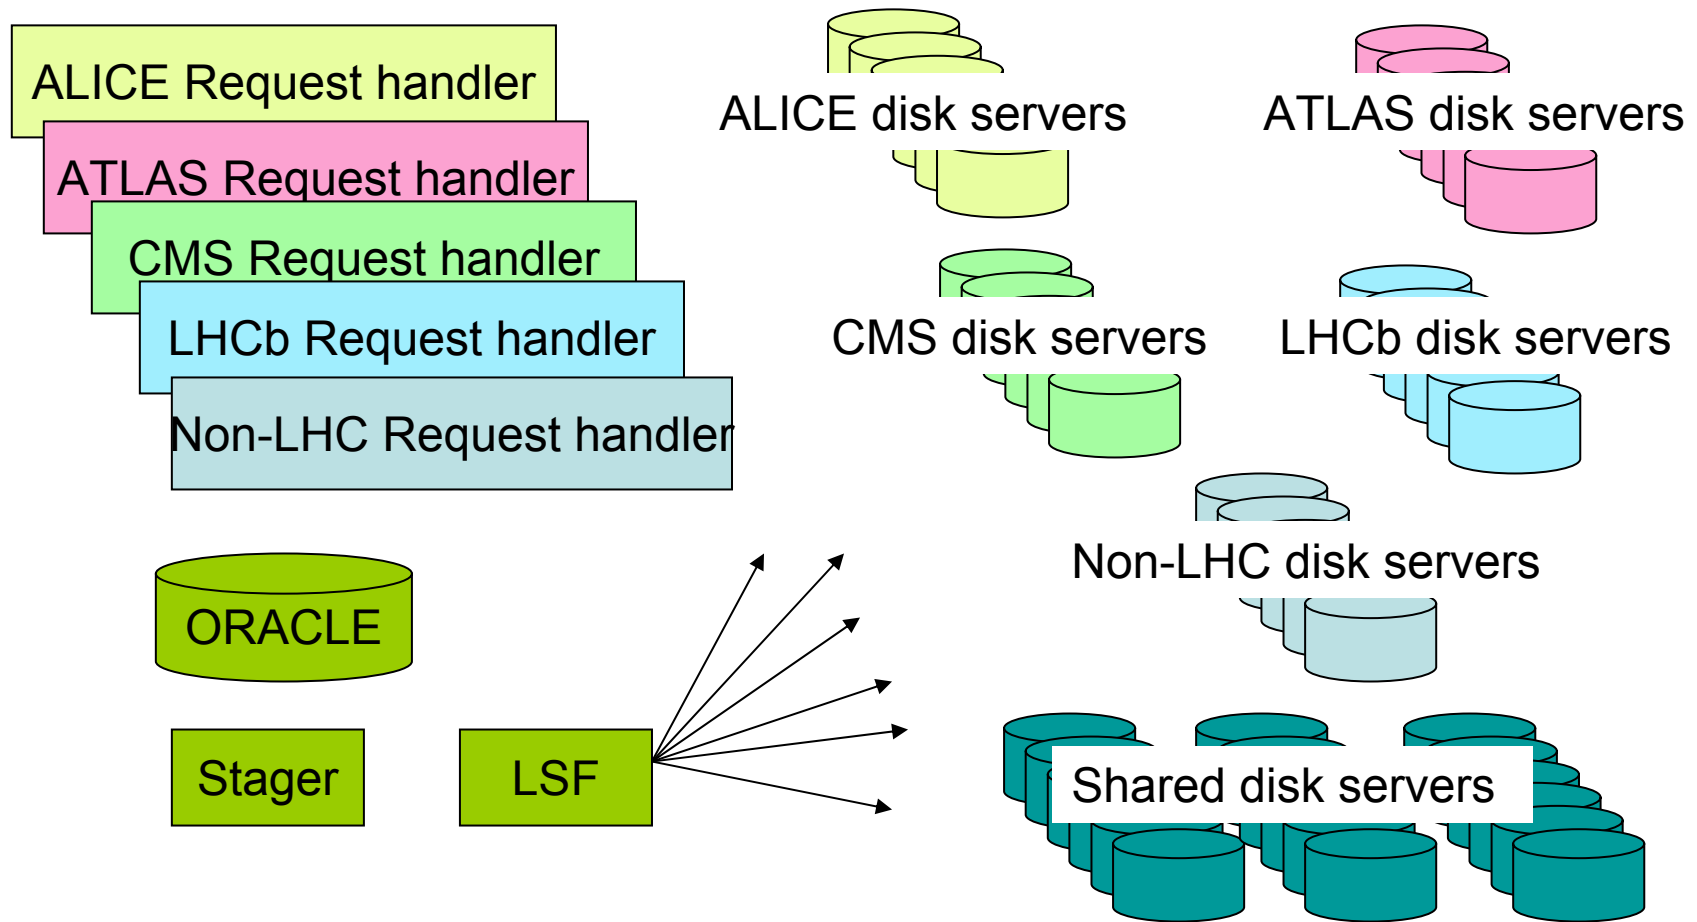 ALICE Request handler
ATLAS Request handler
CMS Request handler
LHCb Request handler
Non-LHC Request handler
ALICE disk servers
ATLAS disk servers
CMS disk servers
LHCb disk servers
Non-LHC disk servers
ORACLE
Stager
LSF
Shared disk servers